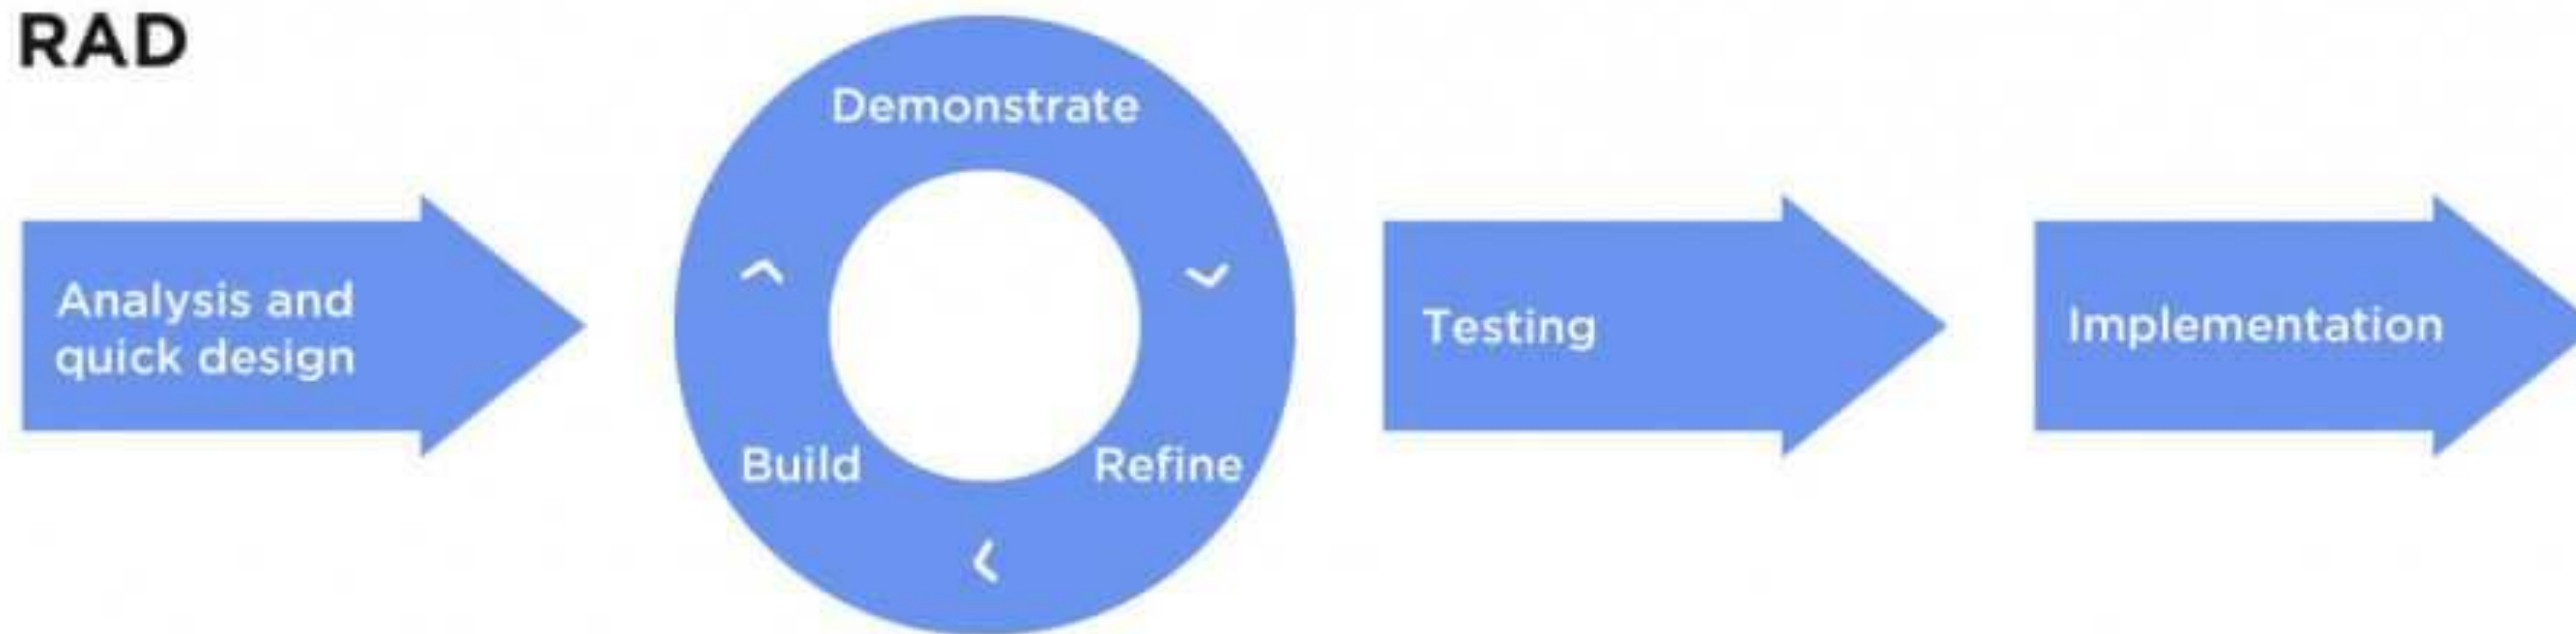 RAD
Analysis and
quick design
Demonstrate
Build
Refine
Testing
Implementation